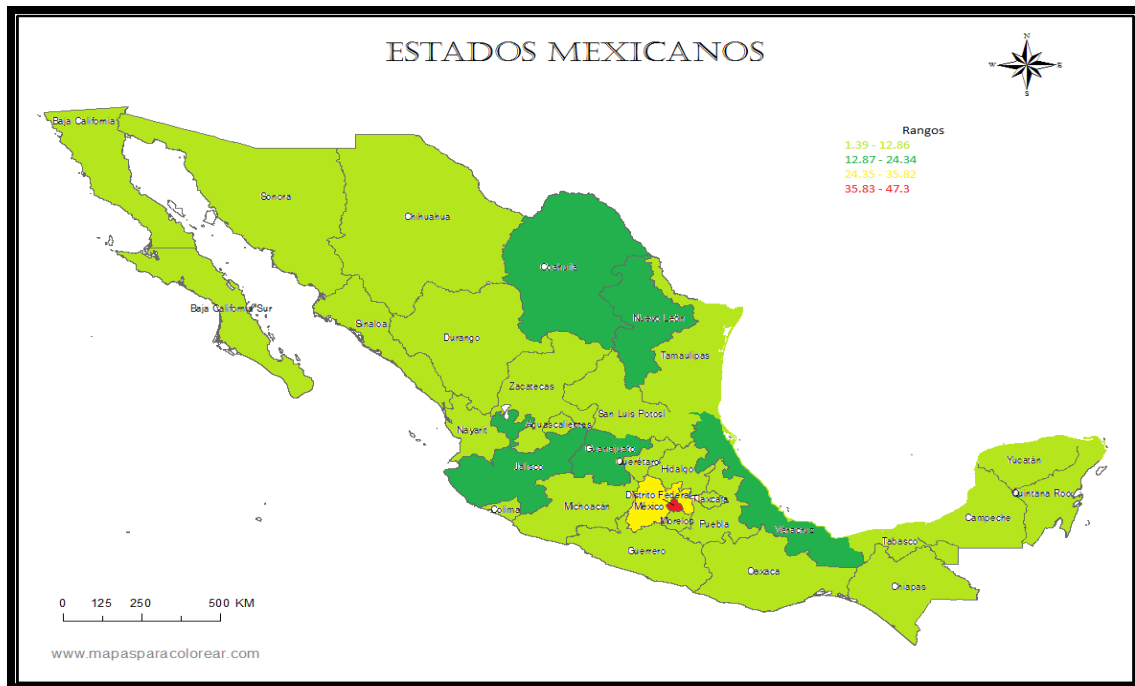 ESTADOS MEXICANOS
N
W E
S
Rangos
1.39 - 12.86
12.87 - 24.34
24.35 - 35.82
35.83 - 47.3
Baja California
Sonora
Chihuahua
Coahuila
Baja California Sur
Sinaloa
Durango
Nuevo León
Tamaulipas
Zacatecas
San Luis Potosí
Nayarit
Aguascalientes
Jalisco
Guanajuato
Querétaro
Hidalgo
Colima
Michoacán
Distrito Federal
México
Tlaxcala
Morelos
Puebla
Veracruz
Guerrero
Oaxaca
Tabasco
Chiapas
Campeche
Yucatán
Quintana Roo
0 125 250 500 KM
www.mapasparacolorear.com